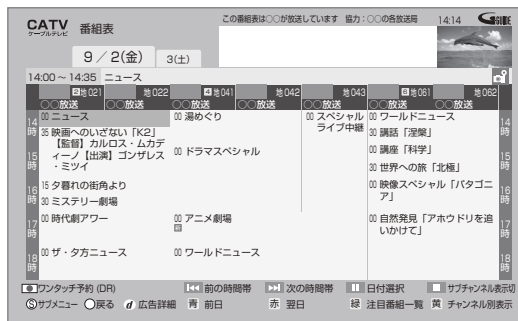 CATV
ケーブルテレビ
番組表
この番組表は○○が放送しています 協力：○○の各放送局
14:14
GGUIDE
9／2(金)
3(土)
14:00～14:35 ニュース
2地021 地022 4地041 地042 地043 8地061 地062
○○放送 ○○放送 ○○放送 ○○放送 ○○放送 ○○放送 ○○放送
14時
00 ニュース
00 湯めぐり
00 スペシャル
ライブ中継
00 ワールドニュース
35 映画へのいざない「K2」
【監督】カルロス・ムカデ
ィーノ【出演】ゴンザレス
・ミツイ
30 講話「涅槃」
15時
00 ドラマスペシャル
00 講座「科学」
30 世界への旅「北極」
16時
15 夕暮れの街角より
30 ミステリー劇場
00 映像スペシャル「パタゴニ
ア」
17時
00 時代劇アワー
00 アニメ劇場
00 自然発見「アホウドリを追
いかけて」
18時
00 ザ・夕方ニュース
00 ワールドニュース
ワンタッチ予約 (DR) 前の時間帯 次の時間帯 日付選択 サブチャンネル表示切
Sサブメニュー ○戻る d 広告詳細 青 前日 赤 翌日 緑 注目番組一覧 黄 チャンネル別表示